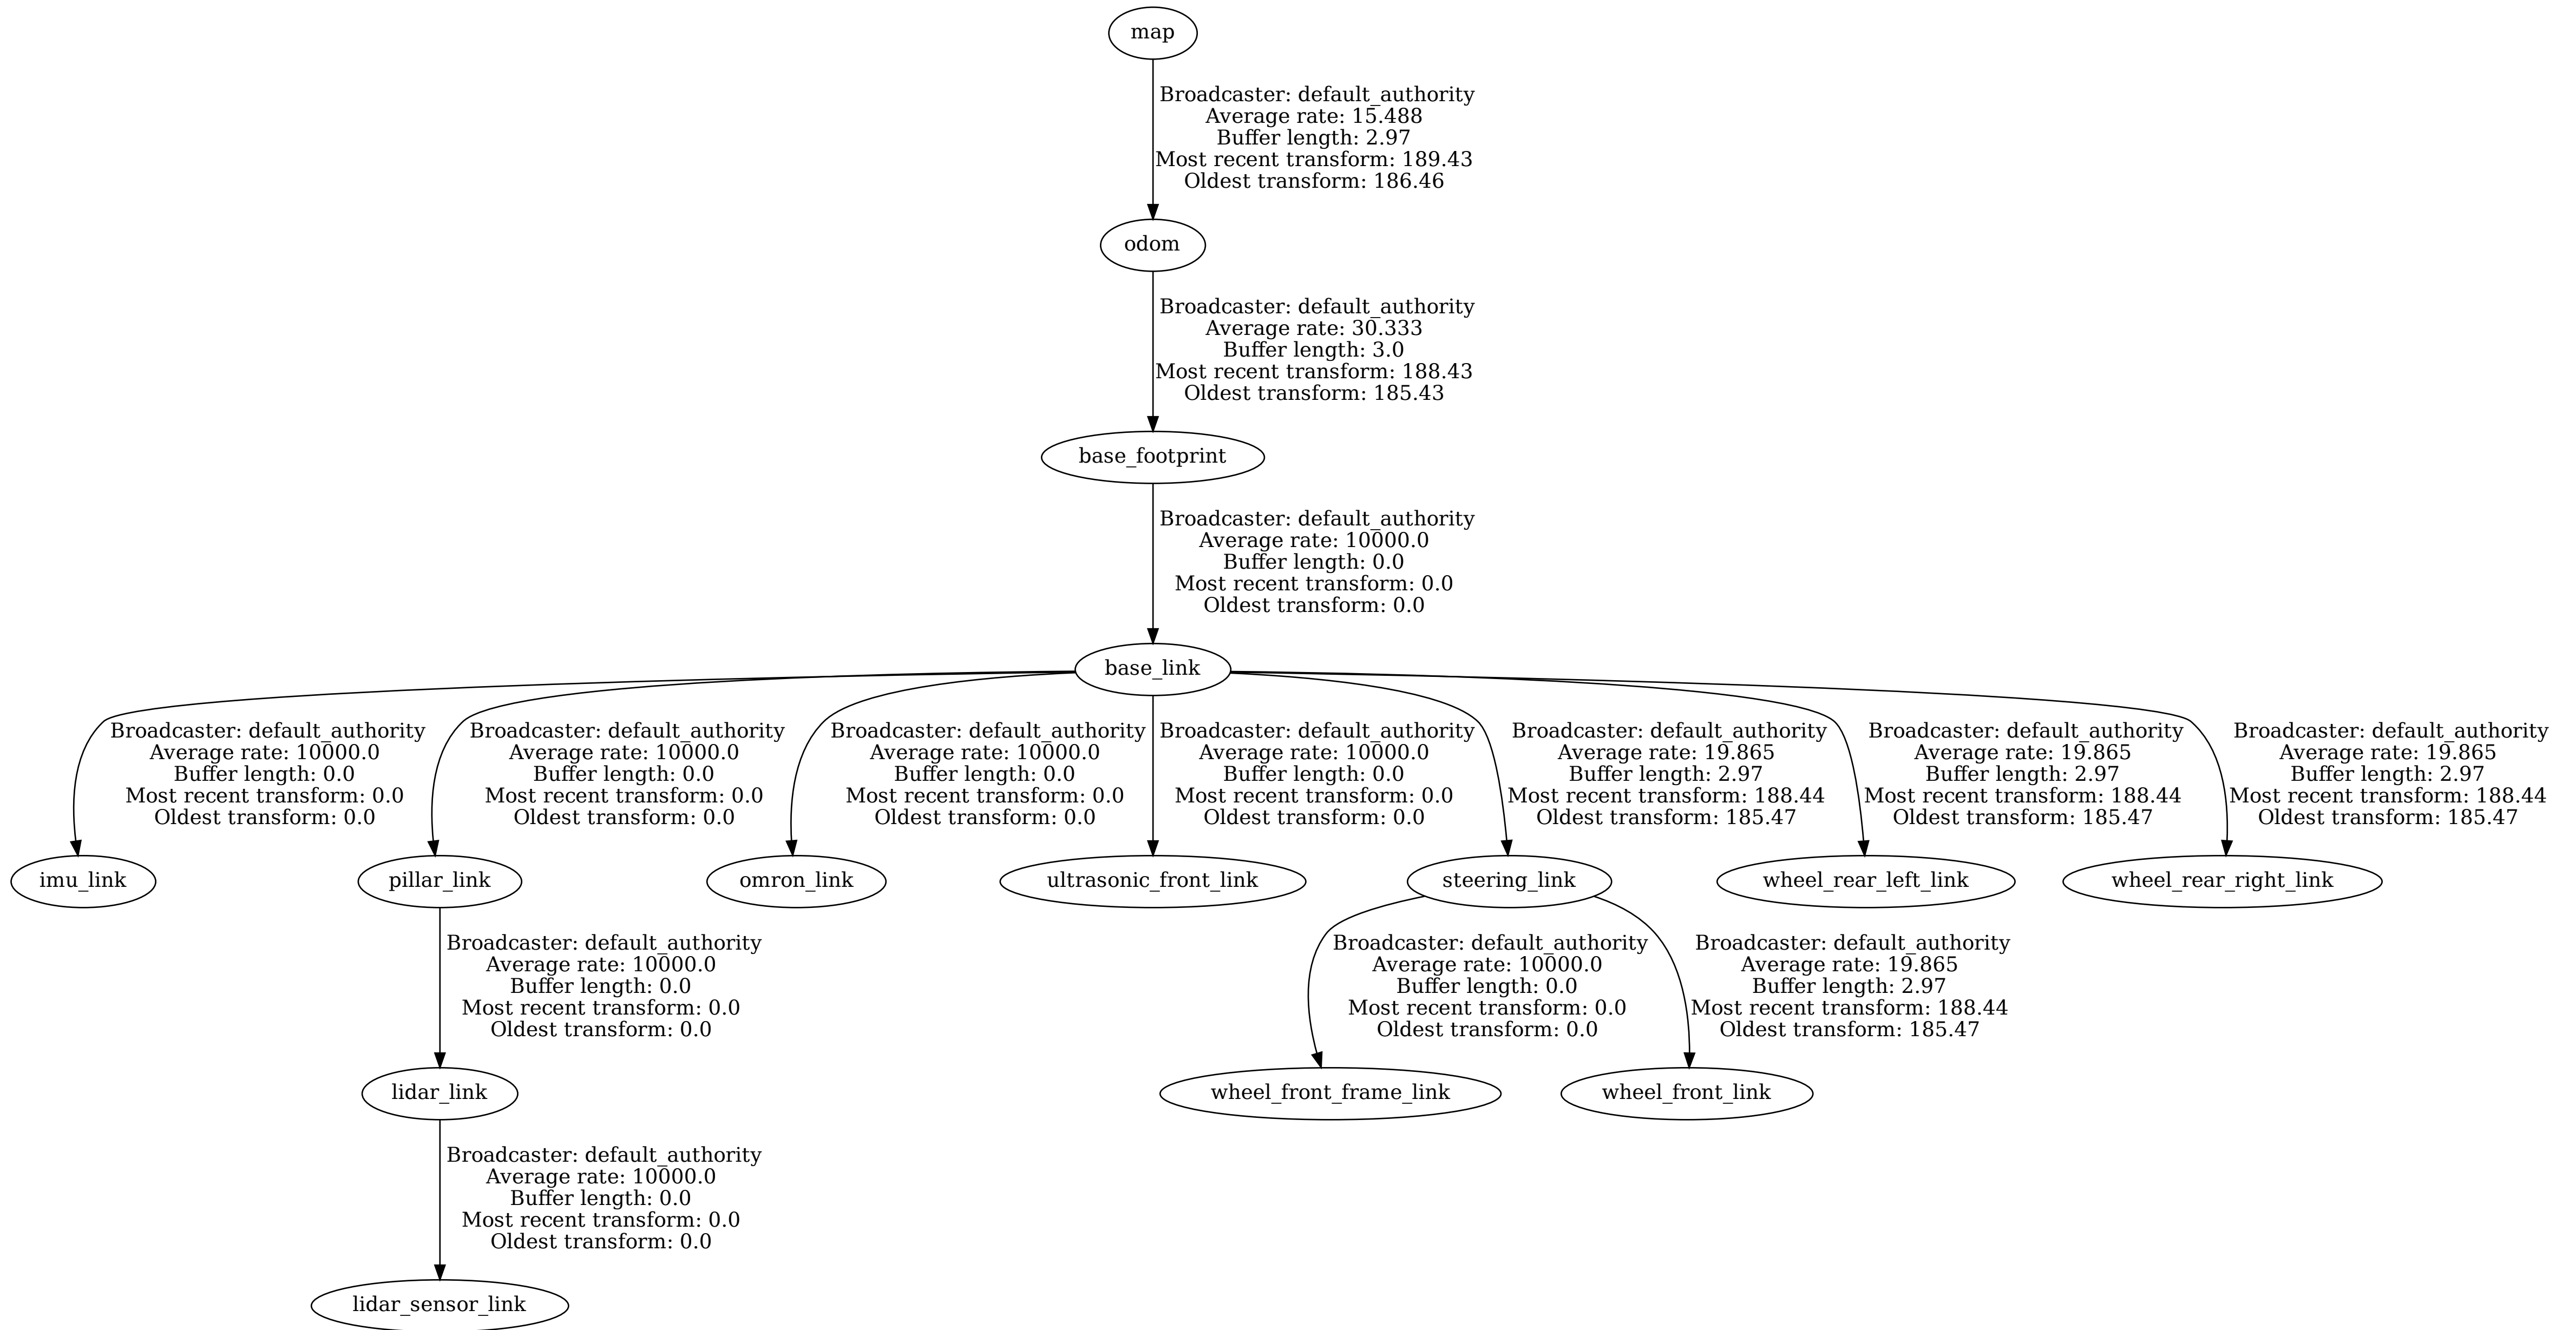 map
Broadcaster: default_authority
Average rate: 15.488
Buffer length: 2.97
Most recent transform: 189.43
Oldest transform: 186.46
odom
Broadcaster: default_authority
Average rate: 30.333
Buffer length: 3.0
Most recent transform: 188.43
Oldest transform: 185.43
base_footprint
Broadcaster: default_authority
Average rate: 10000.0
Buffer length: 0.0
Most recent transform: 0.0
Oldest transform: 0.0
base_link
Broadcaster: default_authority
Average rate: 10000.0
Buffer length: 0.0
Most recent transform: 0.0
Oldest transform: 0.0
Broadcaster: default_authority
Average rate: 10000.0
Buffer length: 0.0
Most recent transform: 0.0
Oldest transform: 0.0
Broadcaster: default_authority
Average rate: 10000.0
Buffer length: 0.0
Most recent transform: 0.0
Oldest transform: 0.0
Broadcaster: default_authority
Average rate: 10000.0
Buffer length: 0.0
Most recent transform: 0.0
Oldest transform: 0.0
Broadcaster: default_authority
Average rate: 19.865
Buffer length: 2.97
Most recent transform: 188.44
Oldest transform: 185.47
Broadcaster: default_authority
Average rate: 19.865
Buffer length: 2.97
Most recent transform: 188.44
Oldest transform: 185.47
Broadcaster: default_authority
Average rate: 19.865
Buffer length: 2.97
Most recent transform: 188.44
Oldest transform: 185.47
imu_link
pillar_link
omron_link
ultrasonic_front_link
steering_link
wheel_rear_left_link
wheel_rear_right_link
Broadcaster: default_authority
Average rate: 10000.0
Buffer length: 0.0
Most recent transform: 0.0
Oldest transform: 0.0
Broadcaster: default_authority
Average rate: 10000.0
Buffer length: 0.0
Most recent transform: 0.0
Oldest transform: 0.0
Broadcaster: default_authority
Average rate: 19.865
Buffer length: 2.97
Most recent transform: 188.44
Oldest transform: 185.47
lidar_link
wheel_front_frame_link
wheel_front_link
Broadcaster: default_authority
Average rate: 10000.0
Buffer length: 0.0
Most recent transform: 0.0
Oldest transform: 0.0
lidar_sensor_link